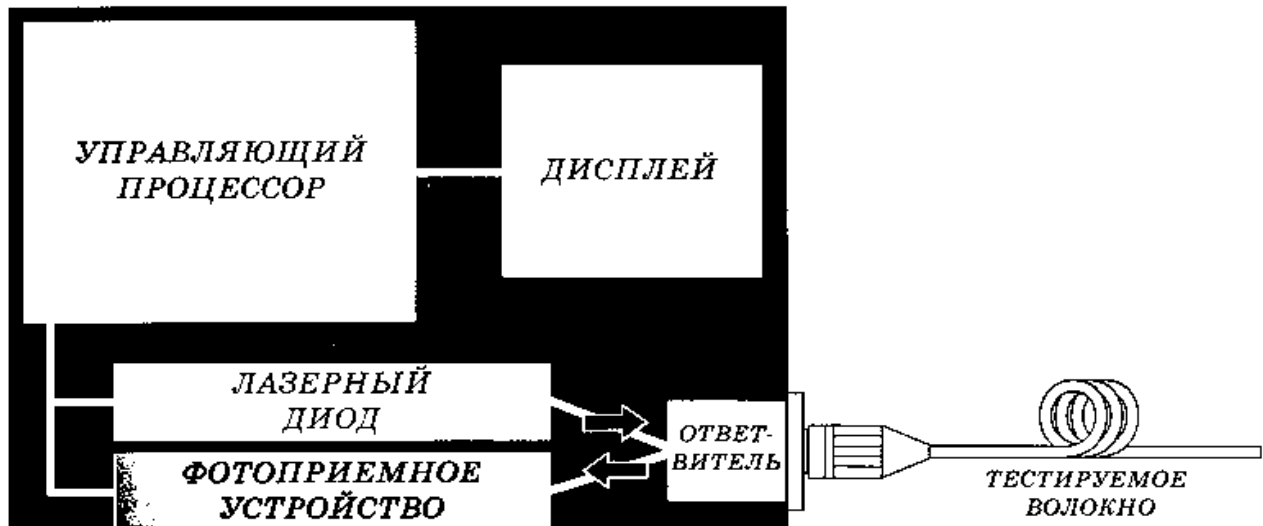 УПРАВЛЯЮЩИЙ
ПРОЦЕССОР
ДИСПЛЕЙ
ЛАЗЕРНЫЙ
ДИОД
ФОТОПРИЕМНОЕ
УСТРОЙСТВО
ОТВЕТ-
ВИТЕЛЬ
ТЕСТИРУЕМОЕ
ВОЛОКНО